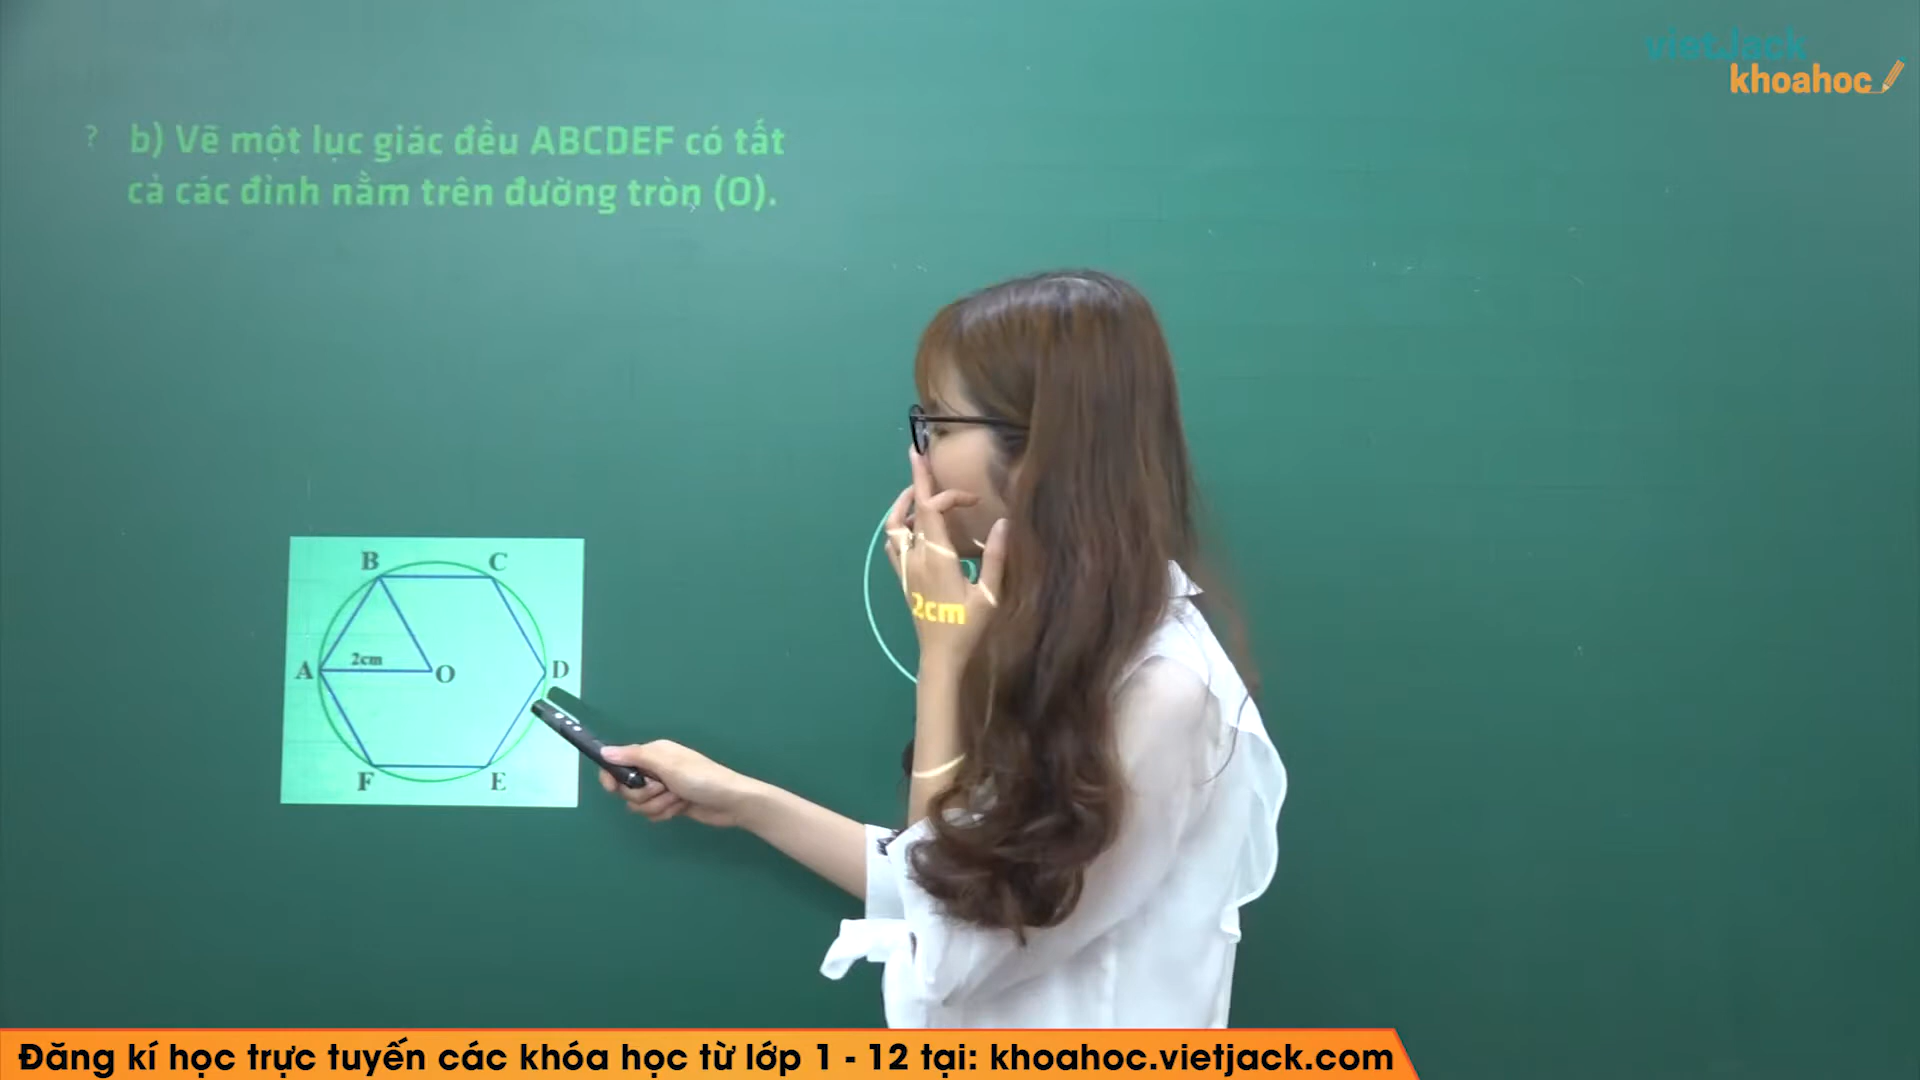 vietJack
khoahoc
? b) Vẽ một lục giác đều ABCDEF có tất
cả các đỉnh nằm trên đường tròn (O).
B C
A 2cm O D
F E
O
2cm
Đăng kí học trực tuyến các khóa học từ lớp 1 - 12 tại: khoahoc.vietjack.com